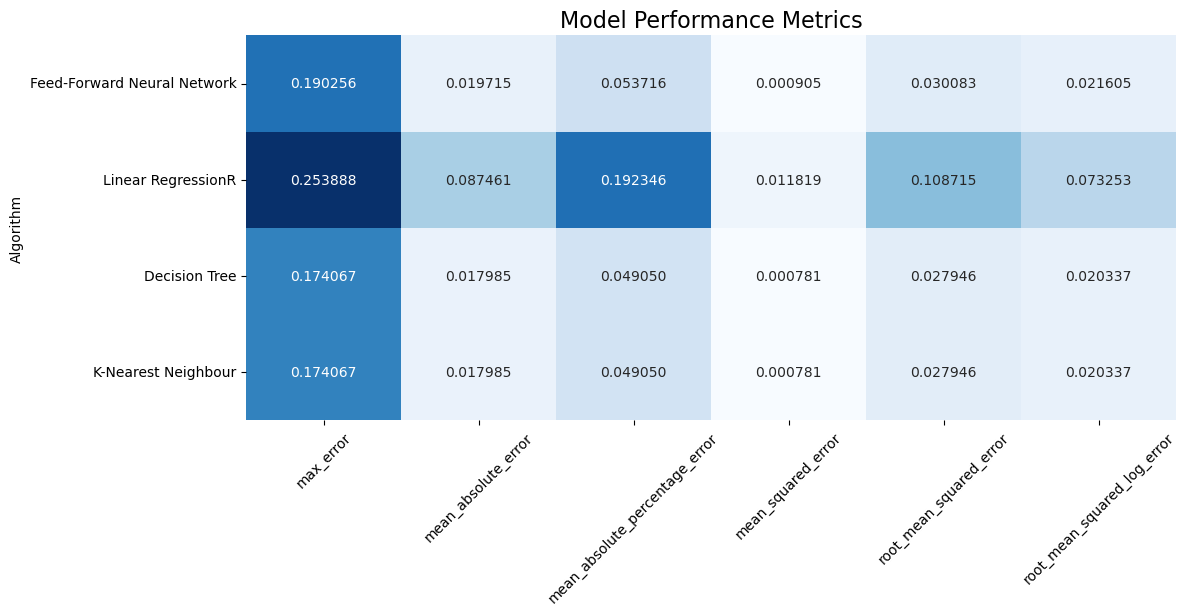 Model Performance Metrics
Algorithm
Feed-Forward Neural Network 0.190256 0.019715 0.053716 0.000905 0.030083 0.021605
Linear RegressionR 0.253888 0.087461 0.192346 0.011819 0.108715 0.073253
Decision Tree 0.174067 0.017985 0.049050 0.000781 0.027946 0.020337
K-Nearest Neighbour 0.174067 0.017985 0.049050 0.000781 0.027946 0.020337
max_error
mean_absolute_error
mean_absolute_percentage_error
mean_squared_error
root_mean_squared_error
root_mean_squared_log_error